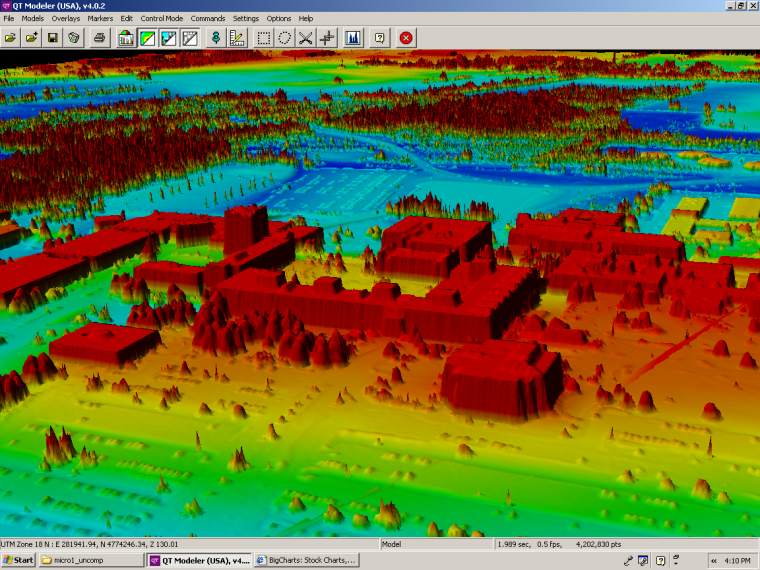 QT Modeler (USA), v4.0.2
File Models Overlays Markers Edit Control Mode Commands Settings Options Help
UTM Zone 18 N : E 281941.94, N 4774246.34, Z 130.01 Model 1.989 sec, 0.5 fps, 4,202,830 pts
Start micro1_uncomp QT Modeler (USA), v4.... BigCharts: Stock Charts,... « 4:10 PM